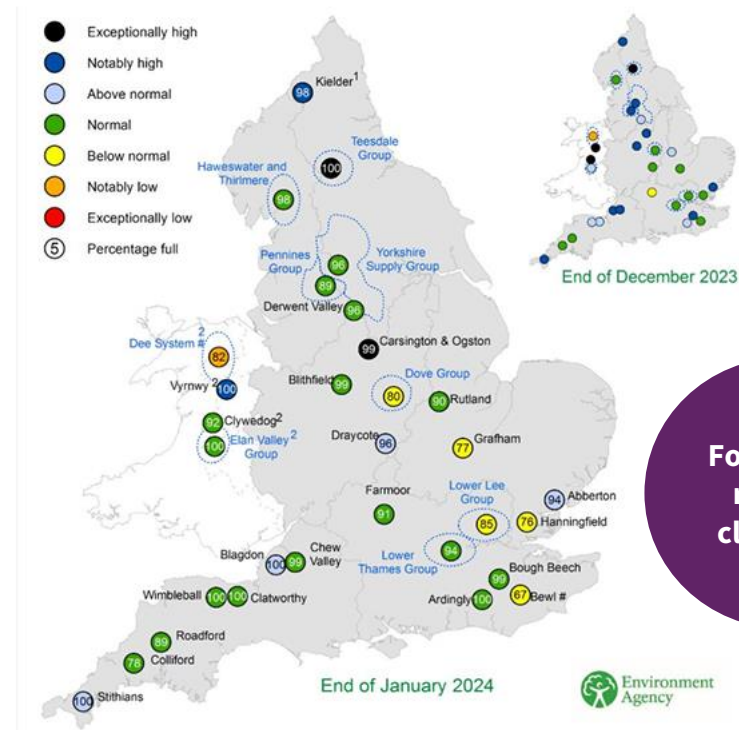 Exceptionally high
Notably high
Above normal
Normal
Below normal
Notably low
Exceptionally low
5 Percentage full
End of December 2023
98 Kielder¹
Teesdale
Group
100
Haweswater and
Thirlmere
98
Pennines
Group
96
Yorkshire
Supply Group
89
Derwent Valley 96
Carsington & Ogston
99
2
Dee System #
82
Vyrnwy 2 100
Blithfield 99
Dove Group
80
90 Rutland
92 Clywedog²
100 Elan Valley 2
Group
Draycote 96
Grafham
77
Farmoor
91
Lower Lee
Group
85
94 Abberton
76 Hanningfield
Lower
Thames Group
94
Blagdon 100
99 Chew
Valley
Bough Beech
99
Ardingly 100
67 Bewl #
Wimbleball 100
100 Clatworthy
89 Roadford
78 Colliford
100 Stithians
End of January 2024
Environment
Agency